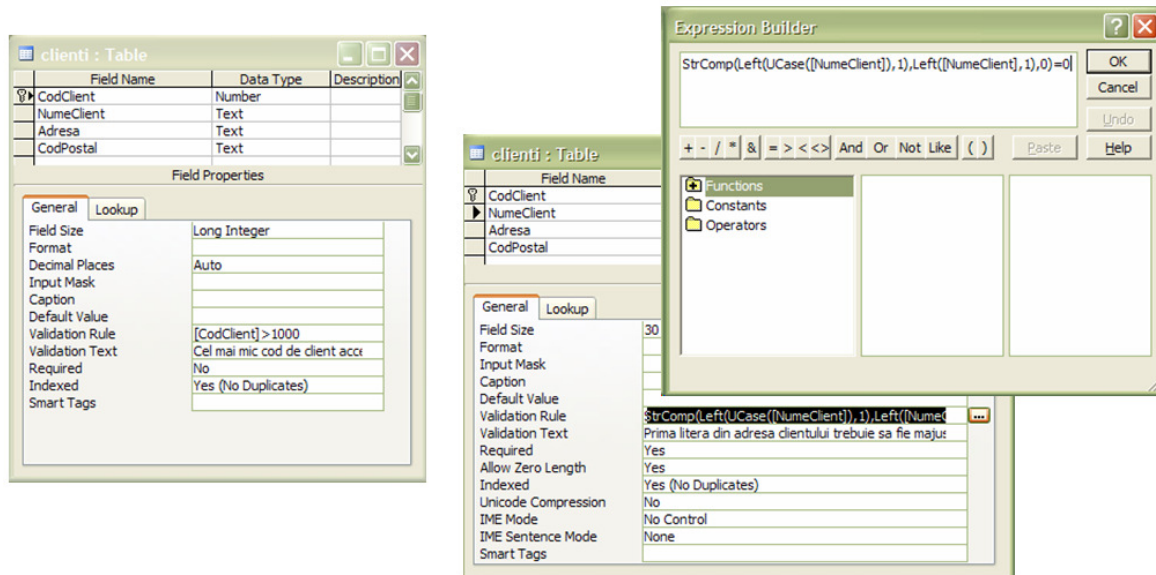 clienti : Table
Field Name Data Type Description
CodClient Number
NumeClient Text
Adresa Text
CodPostal Text
Field Properties
General Lookup
Field Size Long Integer
Format
Decimal Places Auto
Input Mask
Caption
Default Value
Validation Rule [CodClient]>1000
Validation Text Cel mai mic cod de client acce
Required No
Indexed Yes (No Duplicates)
Smart Tags
clienti : Table
Field Name
CodClient
NumeClient
Adresa
CodPostal
General Lookup
Field Size 30
Format
Input Mask
Caption
Default Value
Validation Rule StrComp(Left(UCase([NumeClient]),1),Left([NumeC ...
Validation Text Prima litera din adresa clientului trebuie sa fie majus
Required Yes
Allow Zero Length Yes
Indexed Yes (No Duplicates)
Unicode Compression No
IME Mode No Control
IME Sentence Mode None
Smart Tags
Expression Builder
StrComp(Left(UCase([NumeClient]),1),Left([NumeClient],1),0)=0
OK
Cancel
Undo
+ - / * & = > < <> And Or Not Like ( ) Paste Help
Functions
Constants
Operators